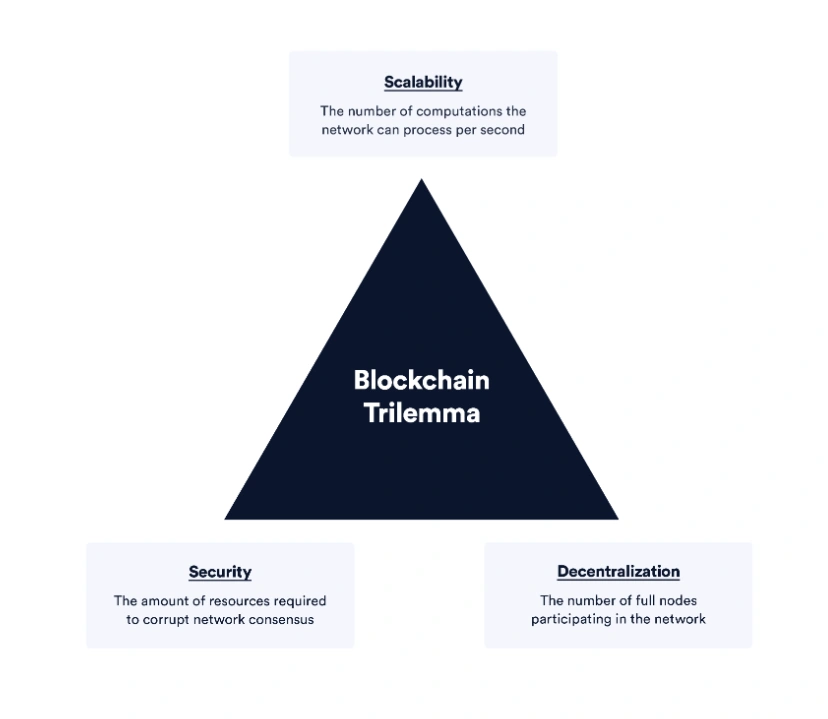 Scalability
The number of computations the
network can process per second
Blockchain
Trilemma
Security
The amount of resources required
to corrupt network consensus
Decentralization
The number of full nodes
participating in the network